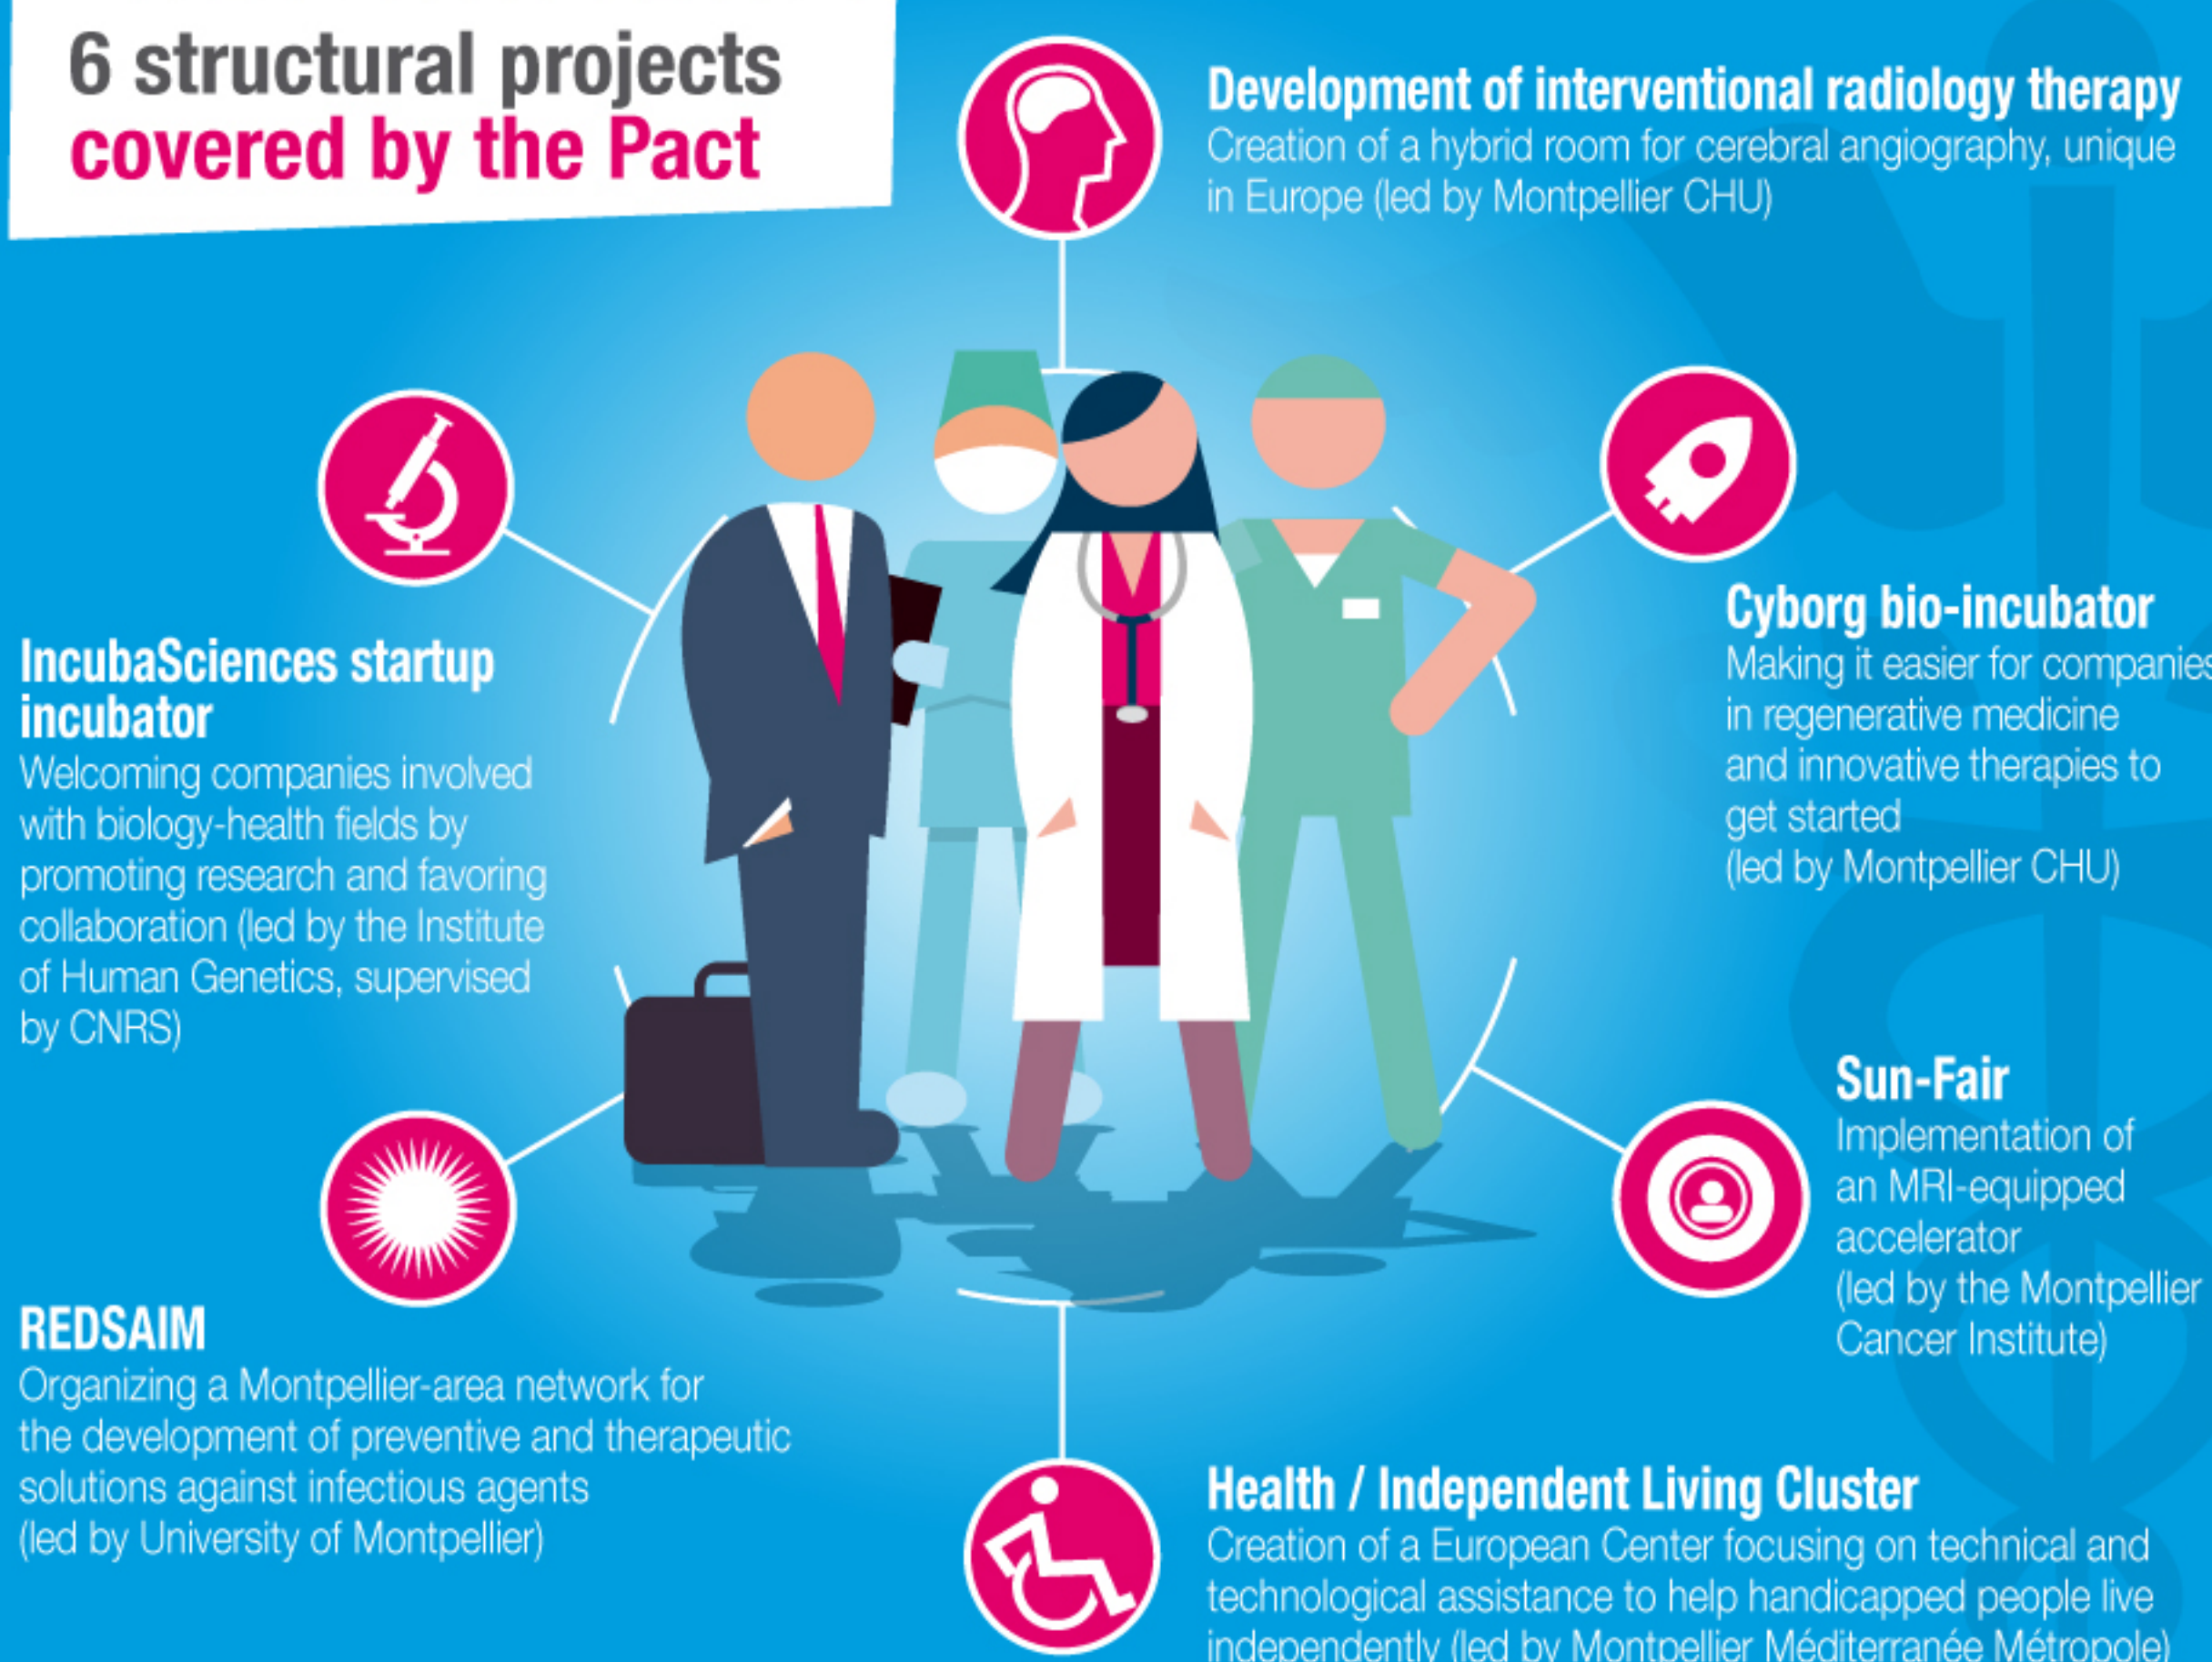 6 structural projects
covered by the Pact
Development of interventional radiology therapy
Creation of a hybrid room for cerebral angiography, unique
in Europe (led by Montpellier CHU)
Cyborg bio-incubator
Making it easier for companies
in regenerative medicine
and innovative therapies to
get started
(led by Montpellier CHU)
IncubaSciences startup
incubator
Welcoming companies involved
with biology-health fields by
promoting research and favoring
collaboration (led by the Institute
of Human Genetics, supervised
by CNRS)
Sun-Fair
Implementation of
an MRI-equipped
accelerator
(led by the Montpellier
Cancer Institute)
REDSAIM
Organizing a Montpellier-area network for
the development of preventive and therapeutic
solutions against infectious agents
(led by University of Montpellier)
Health / Independent Living Cluster
Creation of a European Center focusing on technical and
technological assistance to help handicapped people live
independently (led by Montpellier Méditerranée Métropole)